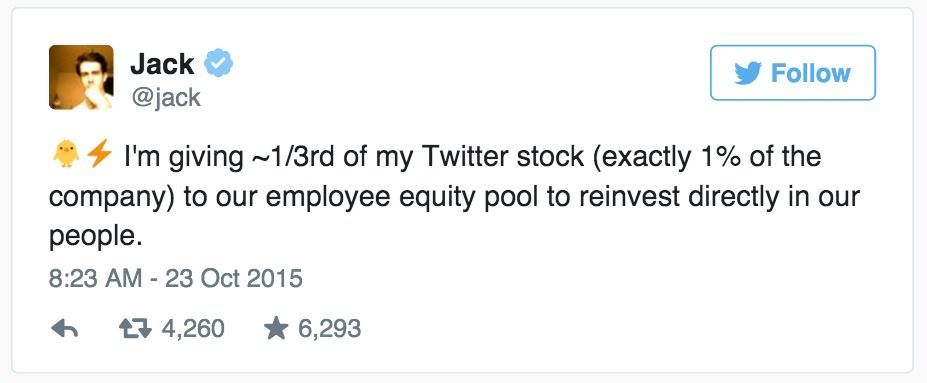 Jack
@jack
Follow
🐥⚡ I'm giving ~1/3rd of my Twitter stock (exactly 1% of the
company) to our employee equity pool to reinvest directly in our
people.
8:23 AM - 23 Oct 2015
4,260 6,293